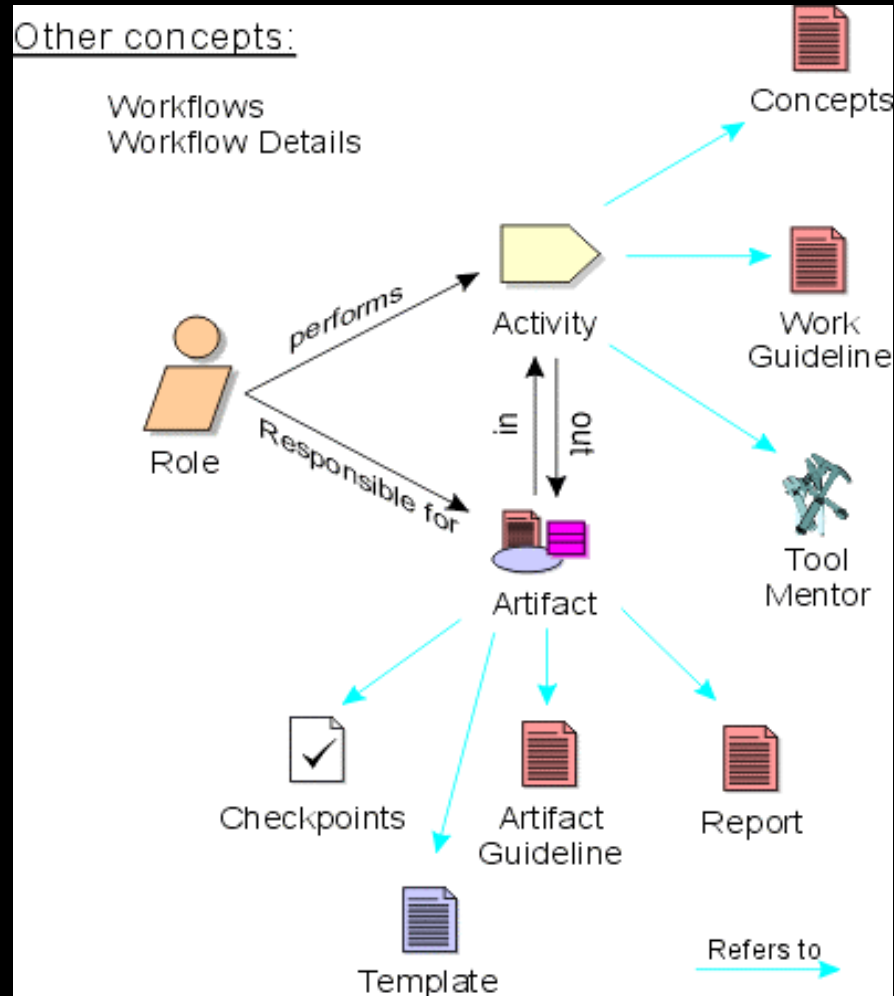 Other concepts:
Workflows
Workflow Details
Concepts
performs
Activity
Work
Guideline
Role
Responsible for
in
out
Tool
Mentor
Artifact
Checkpoints
Artifact
Guideline
Report
Template
Refers to